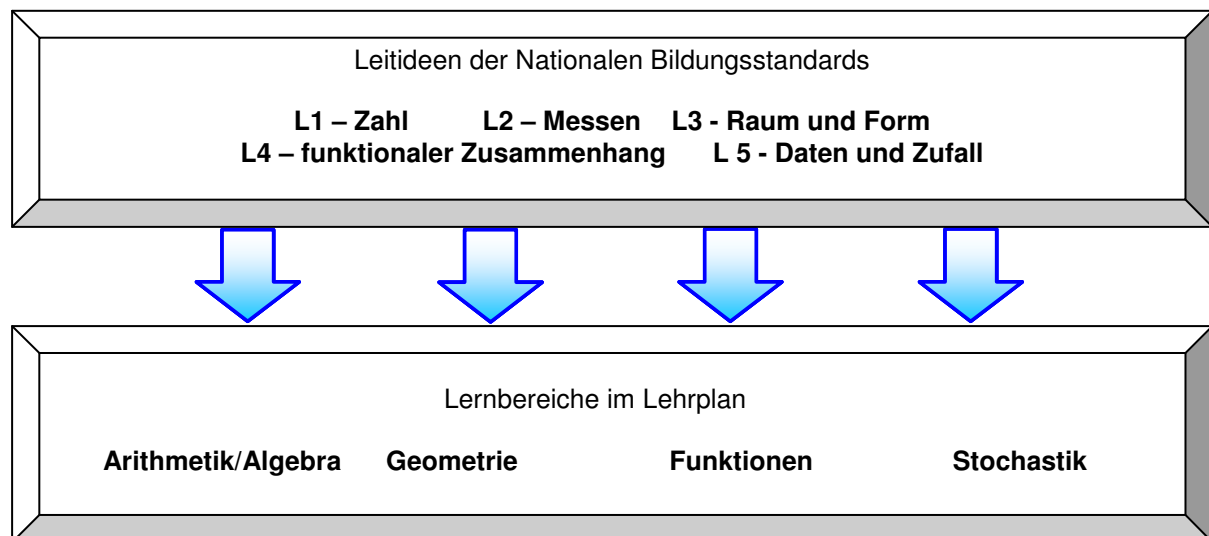 Leitideen der Nationalen Bildungsstandards
L1 – Zahl L2 – Messen L3 - Raum und Form
L4 – funktionaler Zusammenhang L 5 - Daten und Zufall
Lernbereiche im Lehrplan
Arithmetik/Algebra Geometrie Funktionen Stochastik